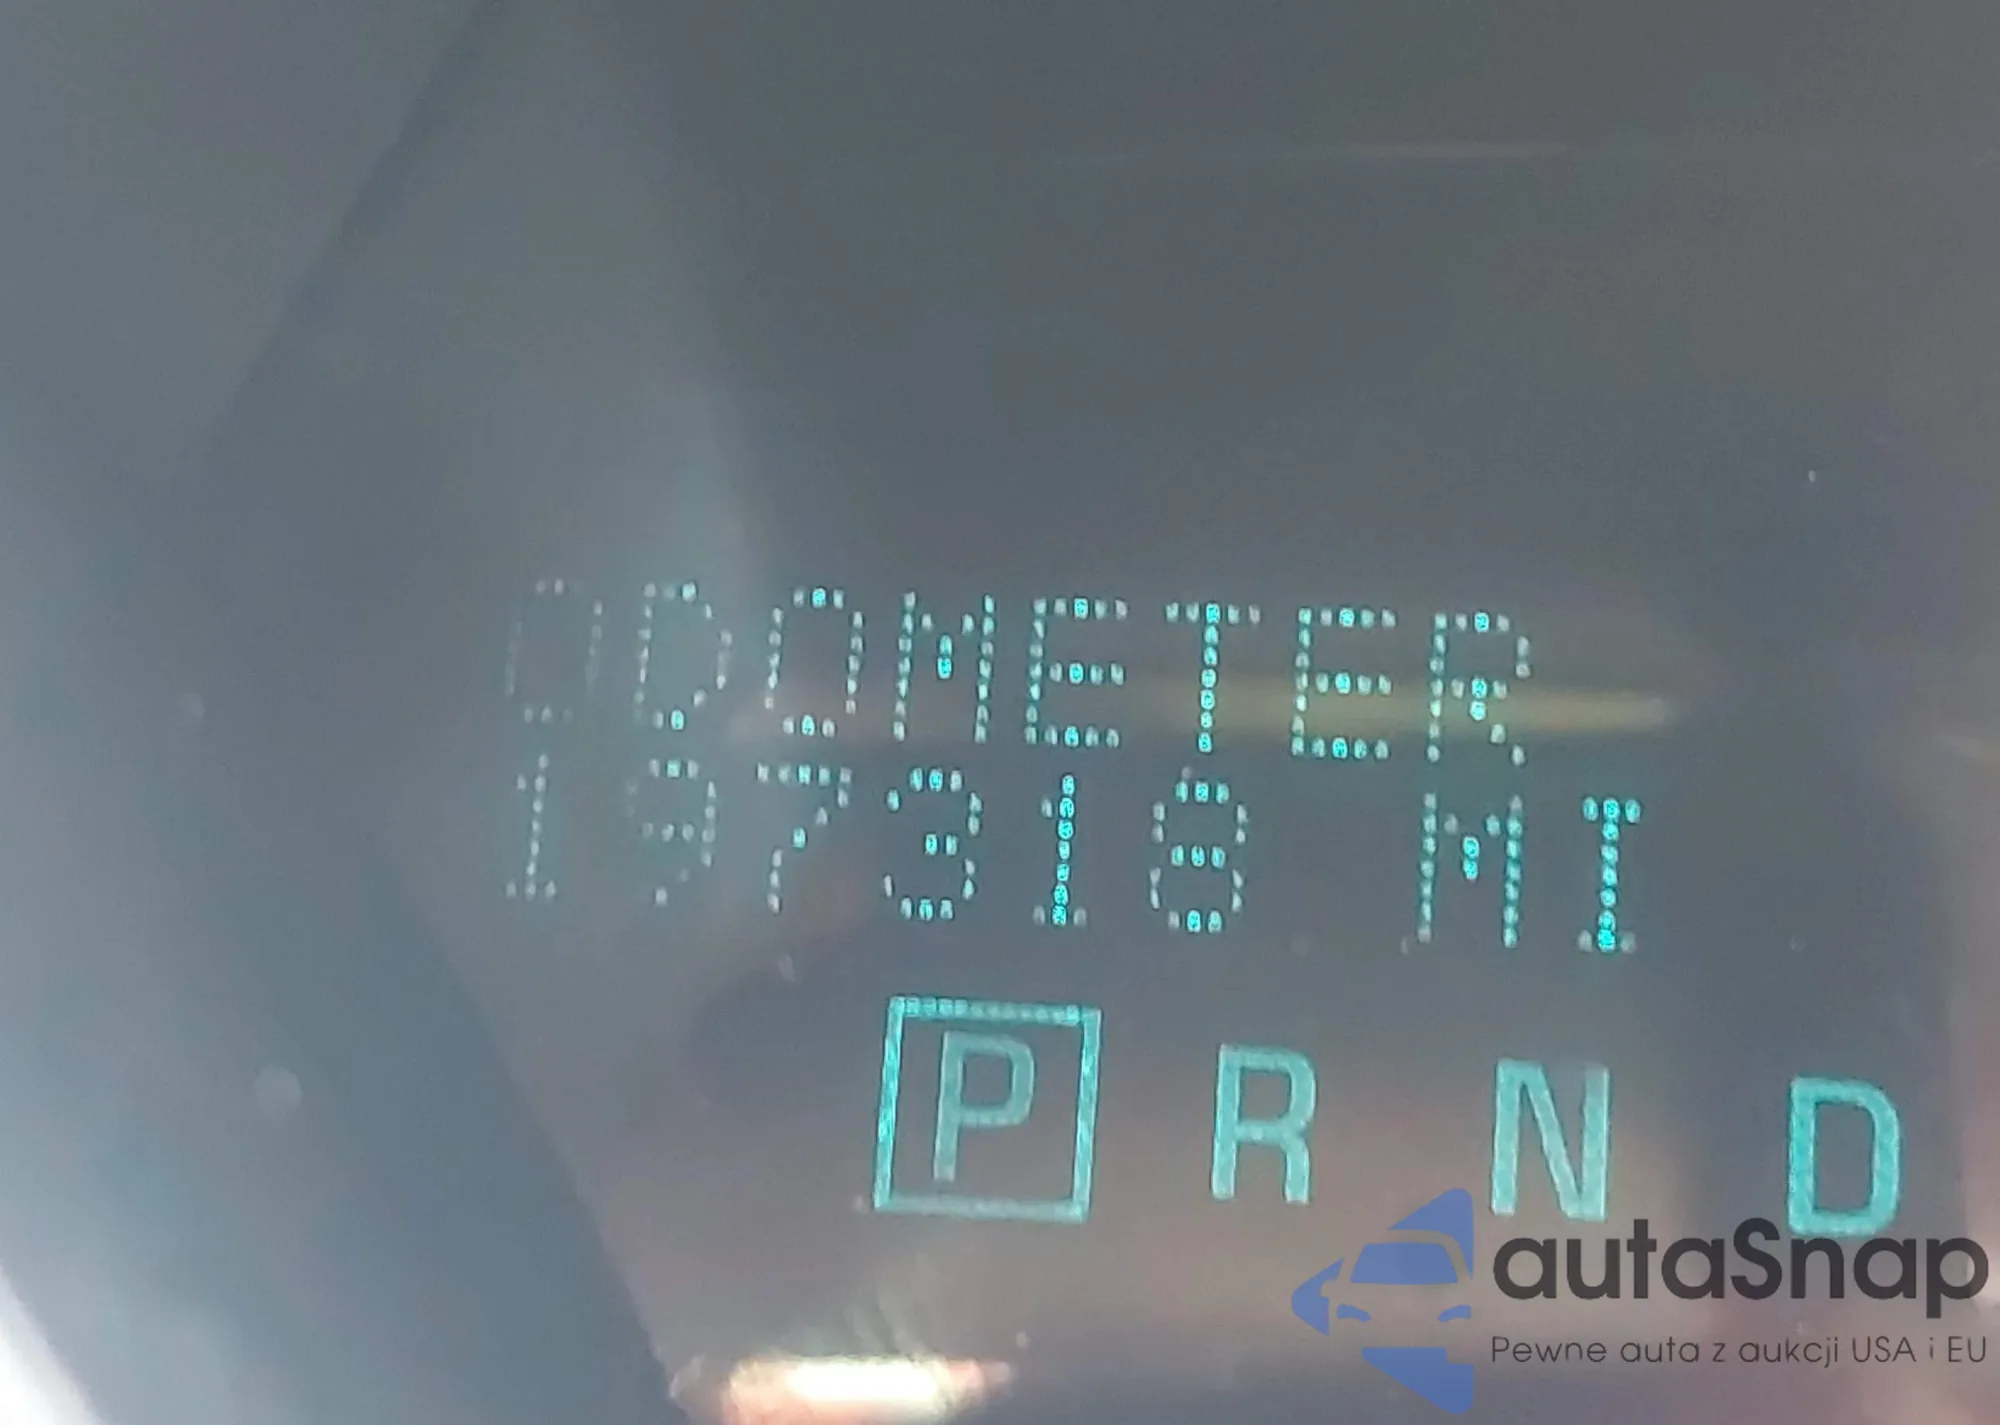 ODOMETER
197318 MI
P R N D
autaSnap
Pewne auta z aukcji USA i EU